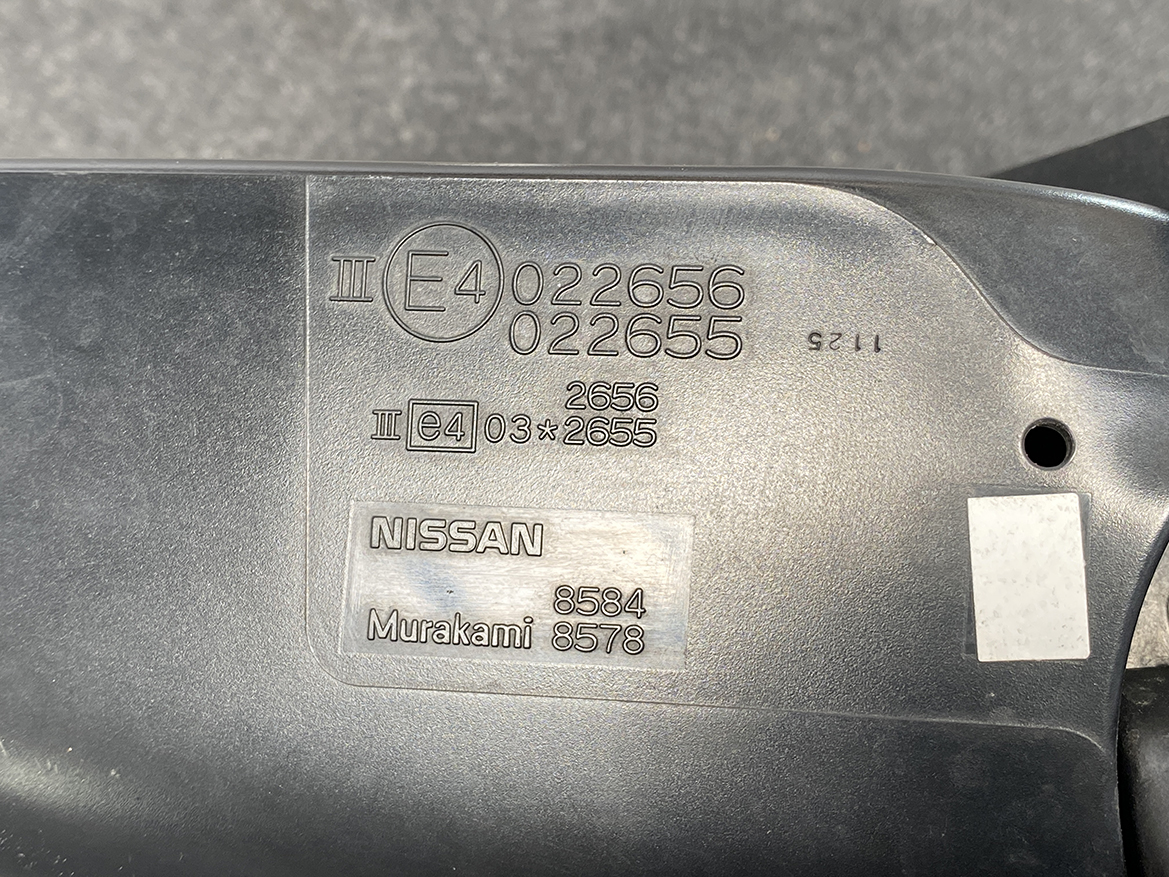 III E4 022656
022655
1125
2656
III e4 03*2655
NISSAN
8584
Murakami 8578